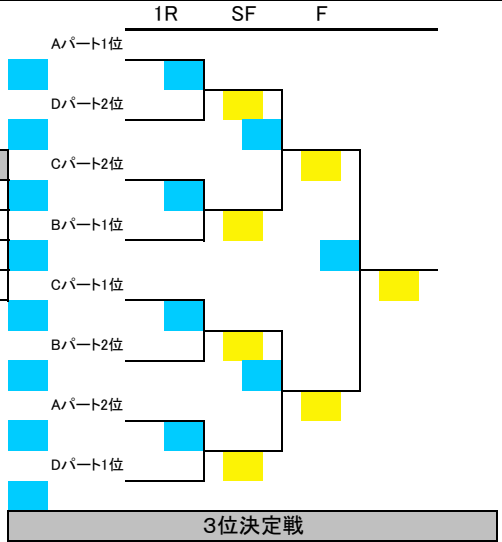 1R SF F
Aパート1位
Dパート2位
Cパート2位
Bパート1位
Cパート1位
Bパート2位
Aパート2位
Dパート1位
３位決定戦